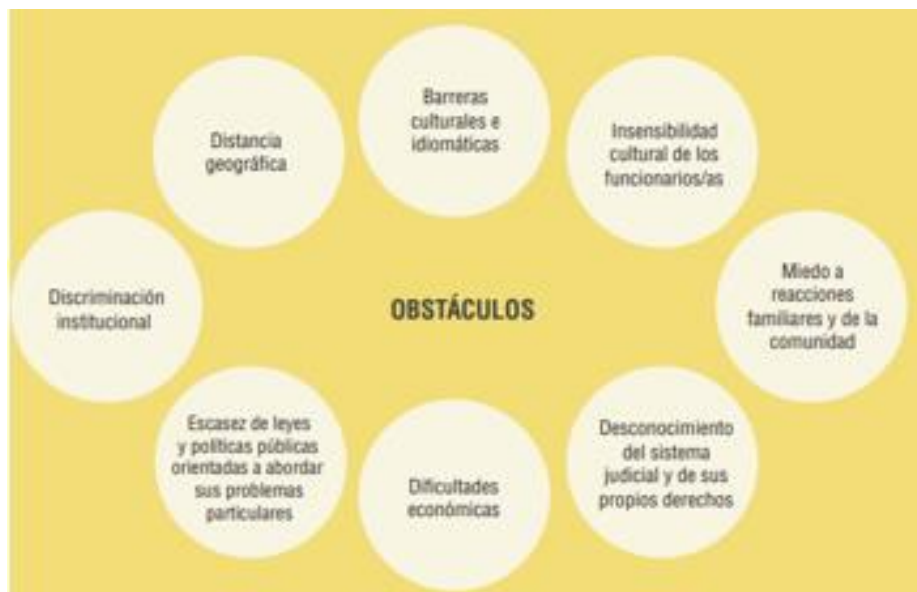 Barreras
culturales e
idiomáticas
Distancia
geográfica
Insensibilidad
cultural de los
funcionarios/as
Discriminación
institucional
OBSTÁCULOS
Miedo a
reacciones
familiares y de la
comunidad
Escasez de leyes
y políticas públicas
orientadas a abordar
sus problemas
particulares
Dificultades
económicas
Desconocimiento
del sistema
judicial y de sus
propios derechos